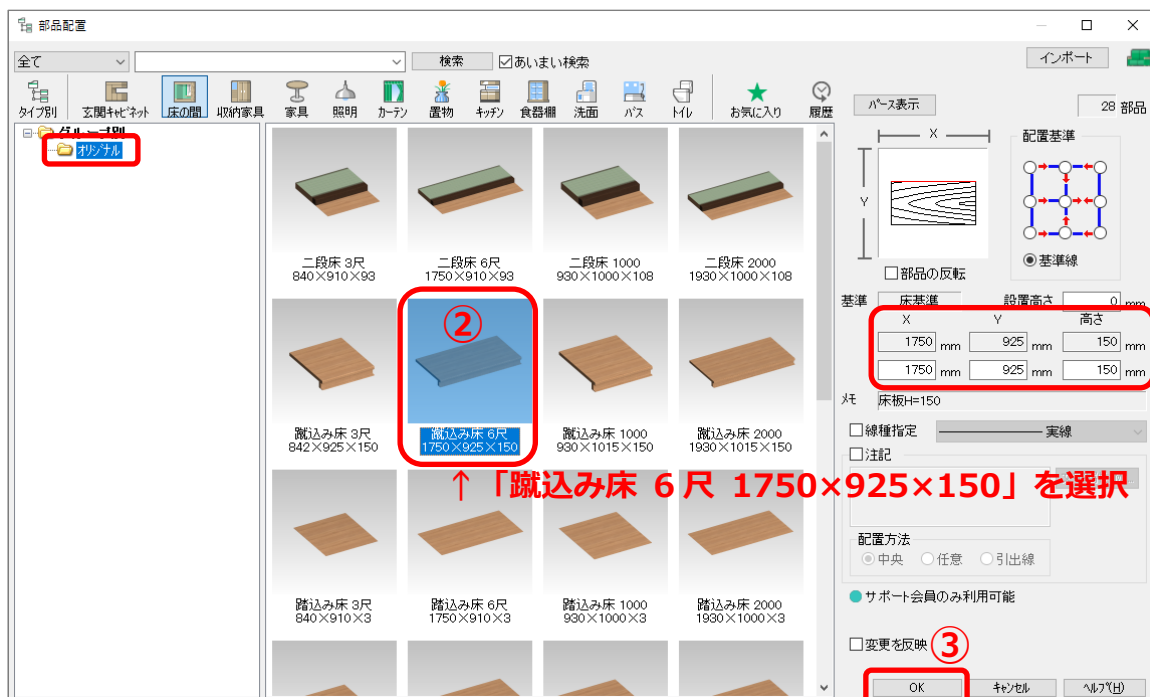 部品配置
全て
検索
あいまい検索
インポート
タイプ別
玄関ｷｬﾋﾞﾈｯﾄ
床の間
収納家具
家具
照明
ｶｰﾃﾝ
置物
ｷｯﾁﾝ
食器棚
洗面
ﾊﾞｽ
ﾄｲﾚ
お気に入り
履歴
ﾊﾟｰｽ表示
28 部品
グループ別
ｵﾘｼﾞﾅﾙ
二段床 3尺
840×910×93
二段床 6尺
1750×910×93
二段床 1000
930×1000×108
二段床 2000
1930×1000×108
②
蹴込み床 3尺
842×925×150
蹴込み床 6尺
1750×925×150
蹴込み床 1000
930×1015×150
蹴込み床 2000
1930×1015×150
↑「蹴込み床 6尺 1750×925×150」を選択
踏込み床 3尺
840×910×3
踏込み床 6尺
1750×910×3
踏込み床 1000
930×1000×3
踏込み床 2000
1930×1000×3
X
Y
配置基準
基準線
部品の反転
基準 床基準 設置高さ 0 mm
X Y 高さ
1750 mm 925 mm 150 mm
1750 mm 925 mm 150 mm
ﾒﾓ 床板H=150
線種指定 実線
注記
配置方法
中央 任意 引出線
サポート会員のみ利用可能
変更を反映
③
OK ｷｬﾝｾﾙ ﾍﾙﾌﾟ(H)